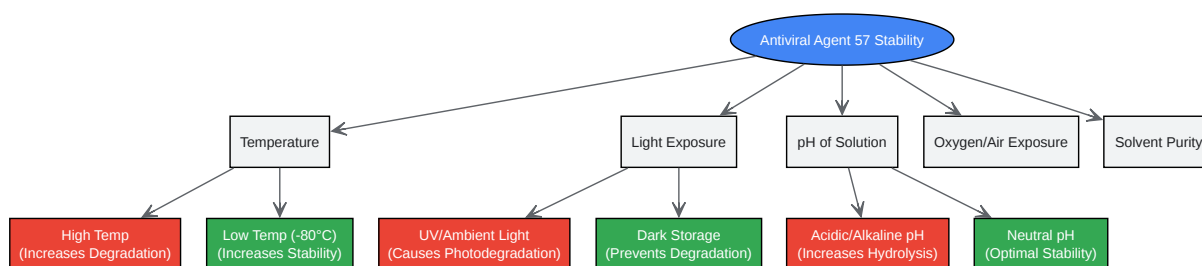 Antiviral Agent 57 Stability
Temperature
Light Exposure
pH of Solution
Oxygen/Air Exposure
Solvent Purity
High Temp
(Increases Degradation)
Low Temp (-80°C)
(Increases Stability)
UV/Ambient Light
(Causes Photodegradation)
Dark Storage
(Prevents Degradation)
Acidic/Alkaline pH
(Increases Hydrolysis)
Neutral pH
(Optimal Stability)